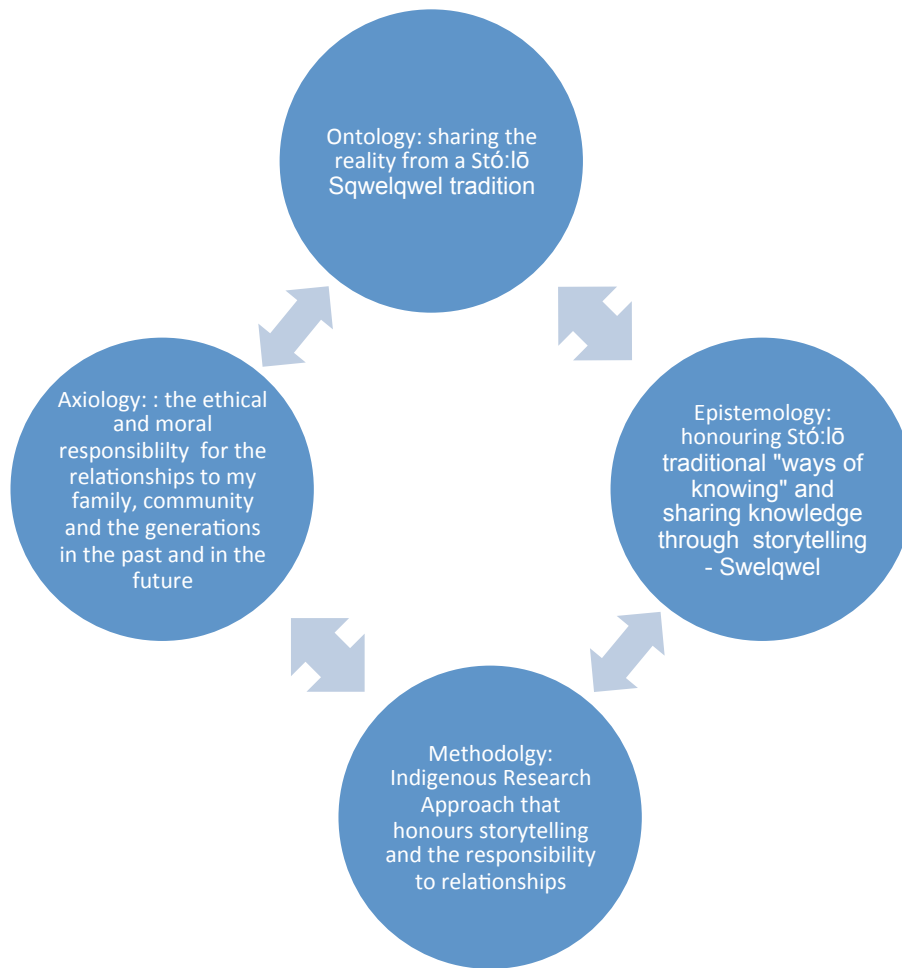 Ontology: sharing the
reality from a Stó:lō
Sqwelqwel tradition
Axiology: : the ethical
and moral
responsiblilty  for the
relationships to my
family, community
and the generations
in the past and in the
future
Epistemology:
honouring Stó:lō
traditional "ways of
knowing" and
sharing knowledge
through  storytelling
- Swelqwel
Methodolgy:
Indigenous Research
Approach that
honours storytelling
and the responsibility
to relationships